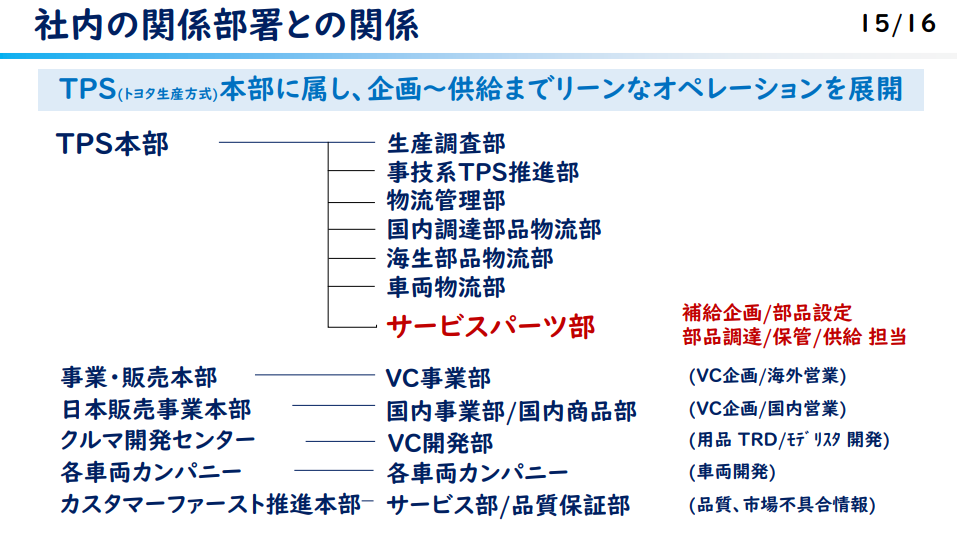 社内の関係部署との関係
15/16
TPS(トヨタ生産方式)本部に属し、企画～供給までリーンなオペレーションを展開
TPS本部 生産調査部
事技系TPS推進部
物流管理部
国内調達部品物流部
海生部品物流部
車両物流部
サービスパーツ部 補給企画/部品設定
部品調達/保管/供給 担当
事業・販売本部 VC事業部 (VC企画/海外営業)
日本販売事業本部 国内事業部/国内商品部 (VC企画/国内営業)
クルマ開発センター VC開発部 (用品 TRD/ﾓﾃﾞﾘｽﾀ 開発)
各車両カンパニー 各車両カンパニー (車両開発)
カスタマーファースト推進本部 サービス部/品質保証部 (品質、市場不具合情報)